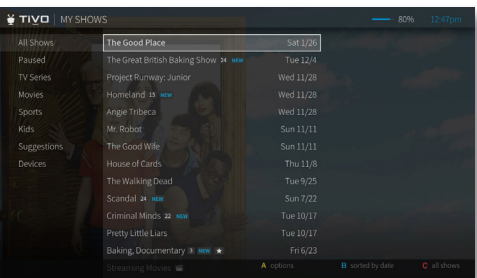 TiVo MY SHOWS 80% 12:47pm
All Shows
Paused
TV Series
Movies
Sports
Kids
Suggestions
Devices
The Good Place Sat 1/26
The Great British Baking Show 24 NEW Tue 12/4
Project Runway: Junior Wed 11/28
Homeland 13 NEW Wed 11/28
Angie Tribeca Wed 11/28
Mr. Robot Sun 11/11
The Good Wife Sun 11/11
House of Cards Thu 11/8
The Walking Dead Tue 9/25
Scandal 24 NEW Sun 7/22
Criminal Minds 22 NEW Tue 10/17
Pretty Little Liars Tue 10/17
Baking, Documentary 3 NEW Fri 6/23
Streaming Movies
A options B sorted by date C all shows